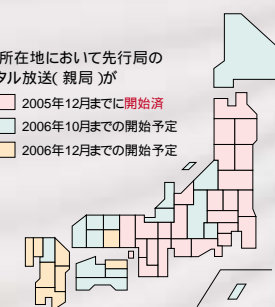 所在地において先行局の
タル放送( 親局 )が
2005年12月までに開始済
2006年10月までの開始予定
2006年12月までの開始予定